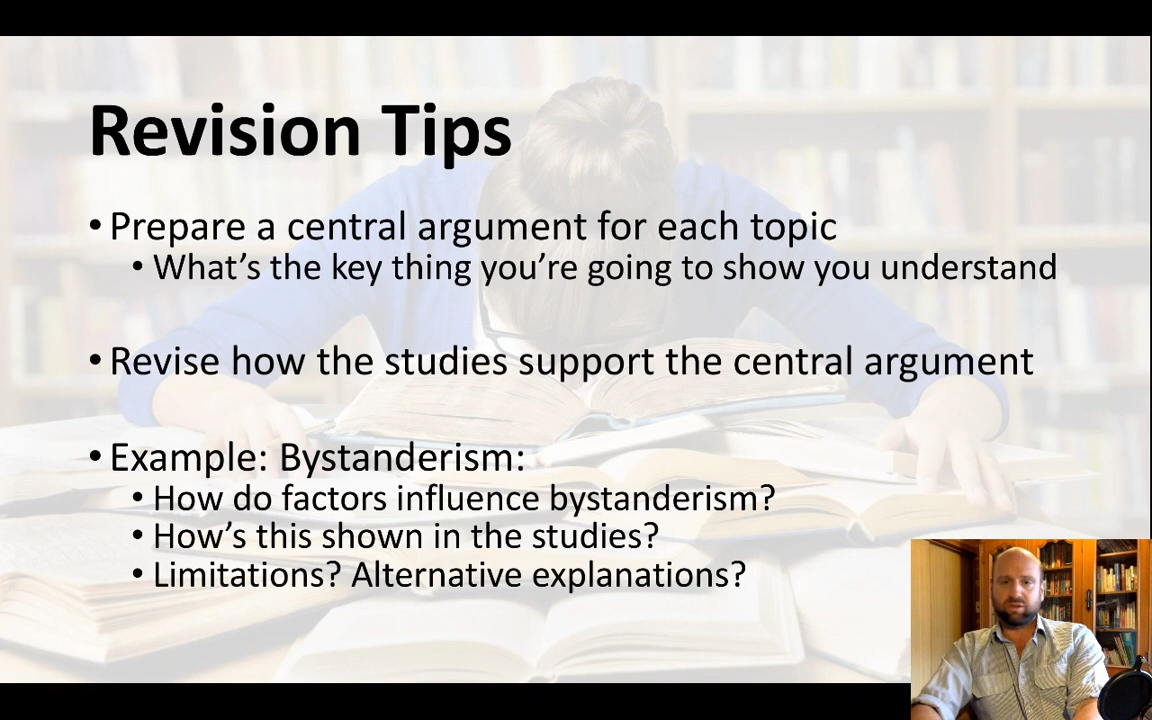 Revision Tips
• Prepare a central argument for each topic
• What’s the key thing you’re going to show you understand
• Revise how the studies support the central argument
• Example: Bystanderism:
• How do factors influence bystanderism?
• How’s this shown in the studies?
• Limitations? Alternative explanations?